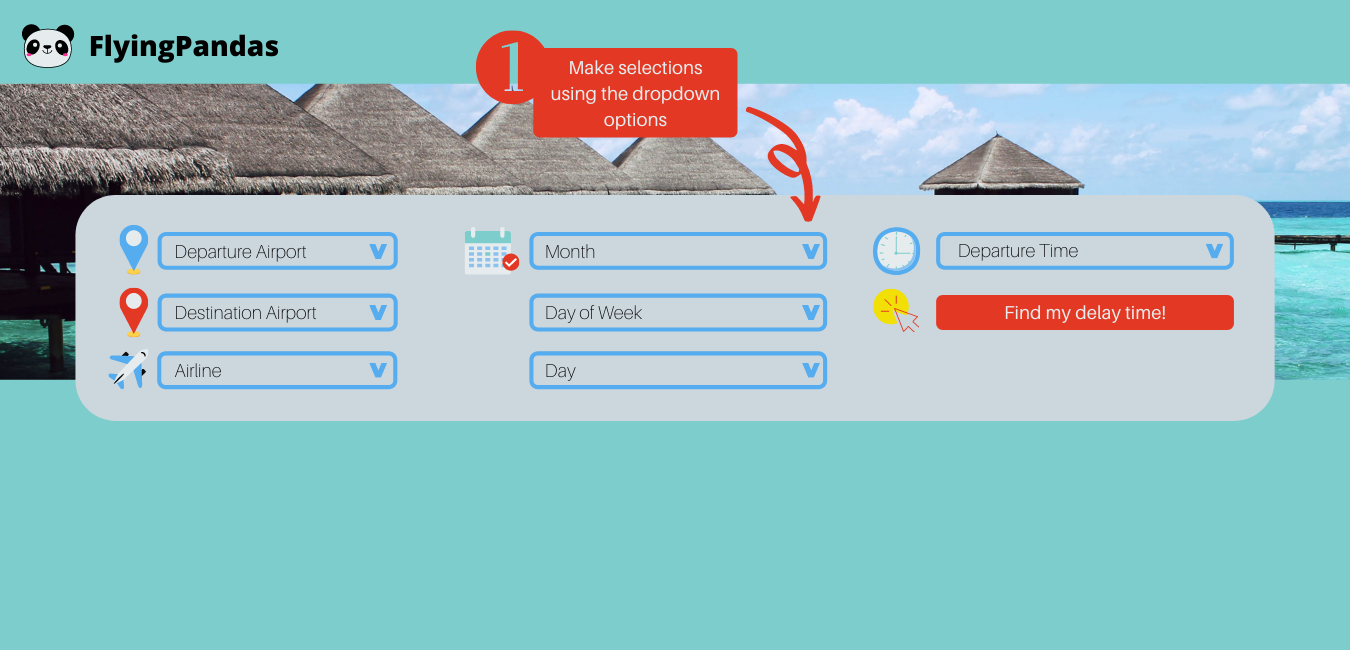 FlyingPandas
1
Make selections
using the dropdown
options
Departure Airport
Month
Departure Time
Destination Airport
Day of Week
Find my delay time!
Airline
Day